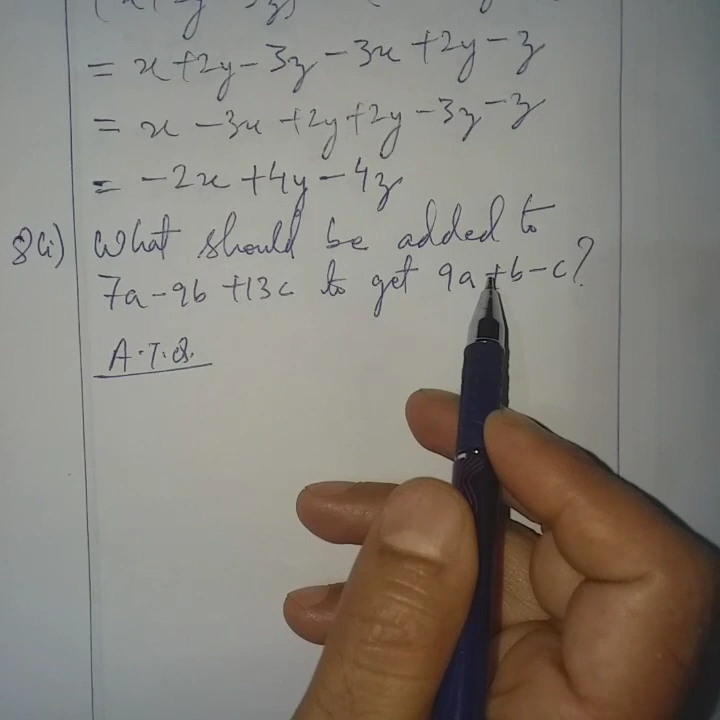 = x+2y-3z-3x+2y-z
= x-3x+2y+2y-3z-z
= -2x+4y-4z
8(i) What should be added to
7a-9b+13c to get 9a+b-c?
A.T.Q.